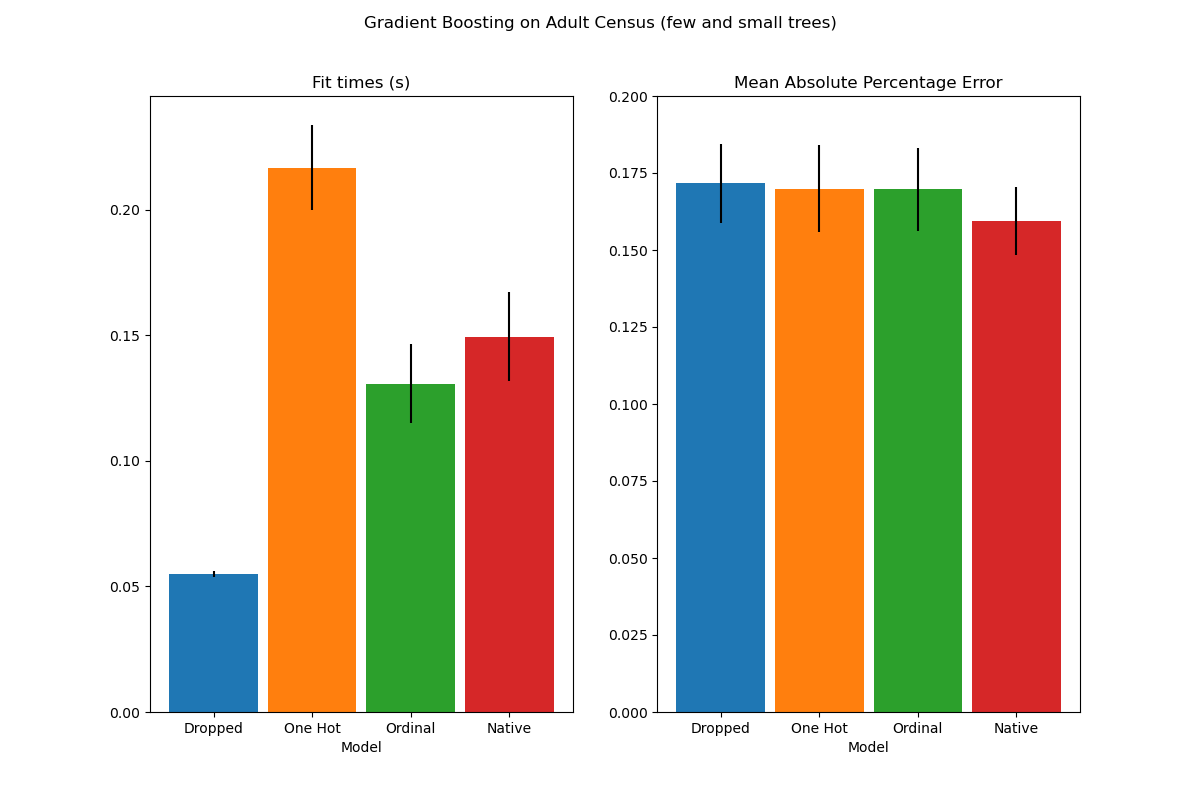 Gradient Boosting on Adult Census (few and small trees)
Fit times (s)
0.20
0.15
0.10
0.05
0.00
Dropped One Hot Ordinal Native
Model
Mean Absolute Percentage Error
0.200
0.175
0.150
0.125
0.100
0.075
0.050
0.025
0.000
Dropped One Hot Ordinal Native
Model